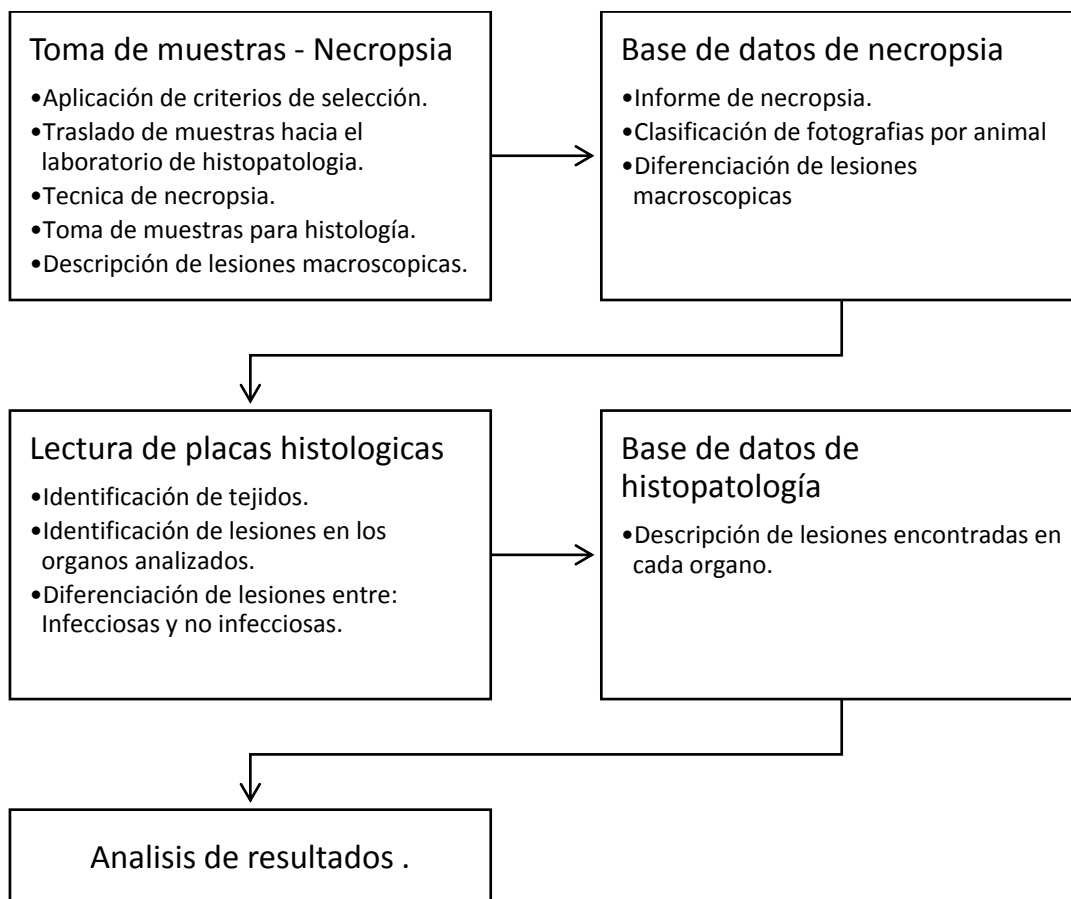 Toma de muestras - Necropsia
•Aplicación de criterios de selección.
•Traslado de muestras hacia el
laboratorio de histopatologia.
•Tecnica de necropsia.
•Toma de muestras para histología.
•Descripción de lesiones macroscopicas.
Base de datos de necropsia
•Informe de necropsia.
•Clasificación de fotografias por animal
•Diferenciación de lesiones
macroscopicas
Lectura de placas histologicas
•Identificación de tejidos.
•Identificación de lesiones en los
organos analizados.
•Diferenciación de lesiones entre:
Infecciosas y no infecciosas.
Base de datos de
histopatología
•Descripción de lesiones encontradas en
cada organo.
Analisis de resultados .